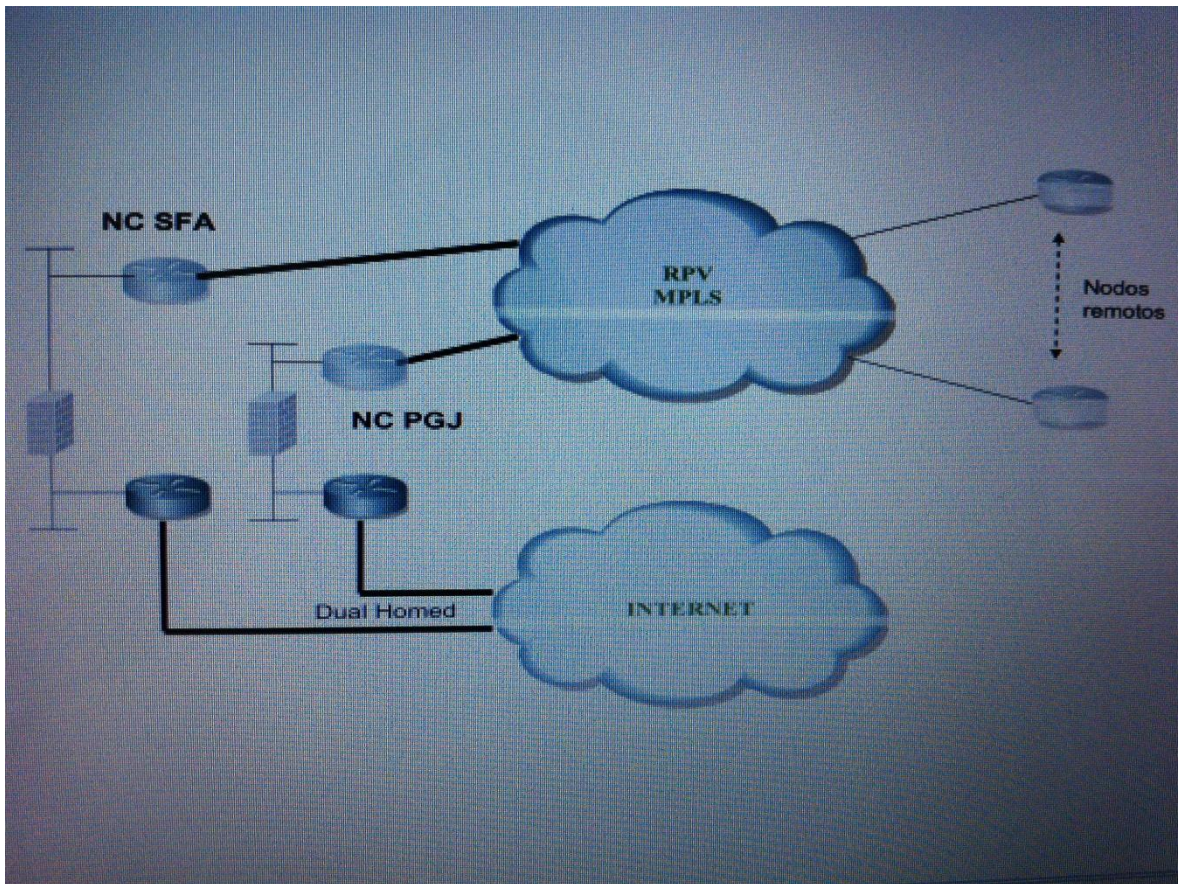 NC SFA
RPV
MPLS
Nodos
remotos
NC PGJ
Dual Homed
INTERNET